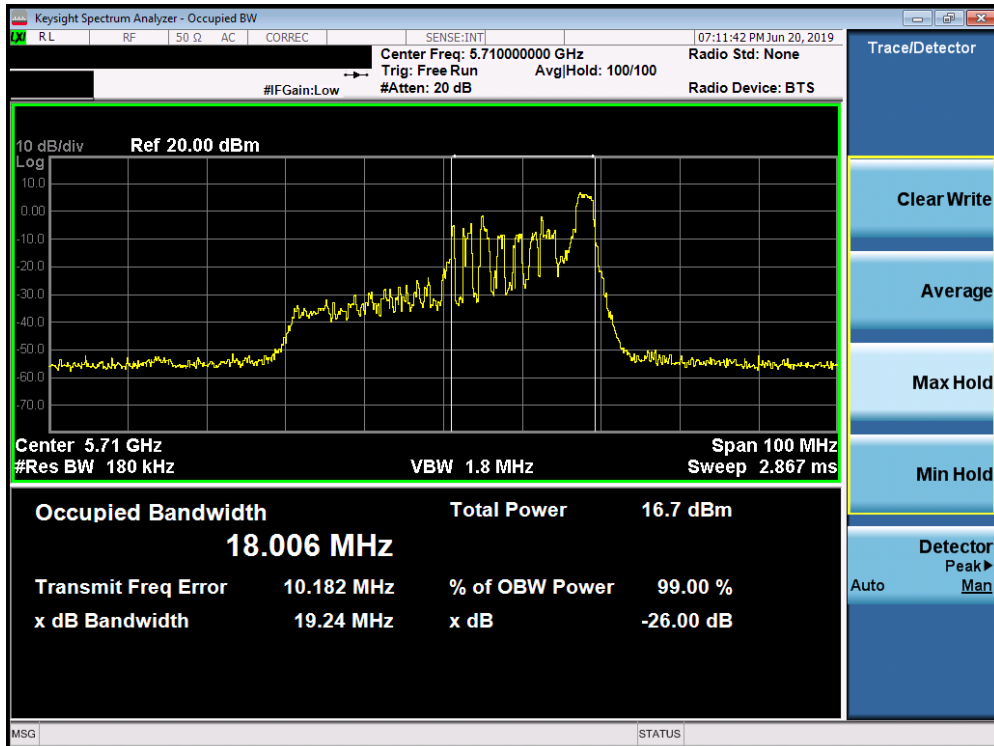 Keysight Spectrum Analyzer - Occupied BW
LXI RL RF 50 Ω AC CORREC SENSE:INT 07:11:42 PM Jun 20, 2019
Center Freq: 5.710000000 GHz Radio Std: None
Trig: Free Run Avg|Hold: 100/100
#IFGain:Low #Atten: 20 dB Radio Device: BTS
10 dB/div Ref 20.00 dBm
Log
10.0
0.00
-10.0
-20.0
-30.0
-40.0
-50.0
-60.0
-70.0
Center 5.71 GHz Span 100 MHz
#Res BW 180 kHz VBW 1.8 MHz Sweep 2.867 ms
Occupied Bandwidth Total Power 16.7 dBm
18.006 MHz
Transmit Freq Error 10.182 MHz % of OBW Power 99.00 %
x dB Bandwidth 19.24 MHz x dB -26.00 dB
MSG STATUS
Trace/Detector
Clear Write
Average
Max Hold
Min Hold
Detector
Peak▶
Auto Man